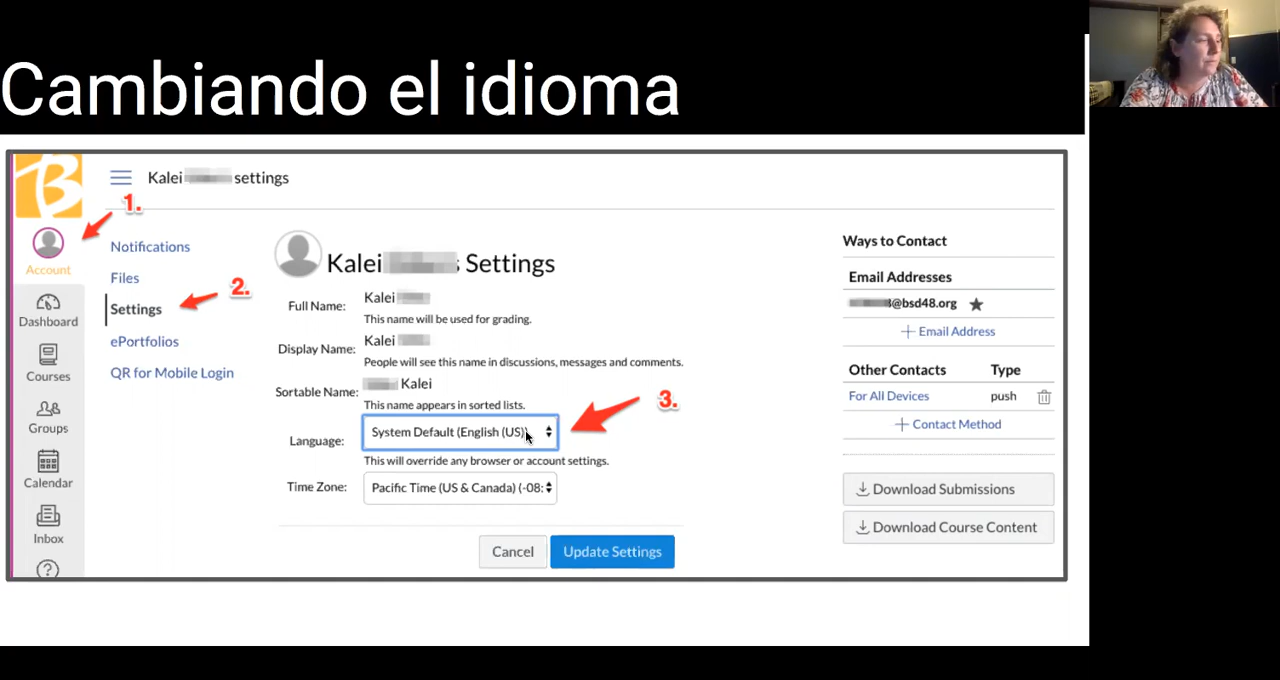 Cambiando el idioma
B
Kalei settings
1.
Account
Dashboard
Courses
Groups
Calendar
Inbox
Notifications
Files
Settings
2.
ePortfolios
QR for Mobile Login
Kalei Settings
Full Name: Kalei
This name will be used for grading.
Display Name: Kalei
People will see this name in discussions, messages and comments.
Sortable Name: Kalei
This name appears in sorted lists.
3.
Language: System Default (English (US))
This will override any browser or account settings.
Time Zone: Pacific Time (US & Canada) (-08:
Cancel Update Settings
Ways to Contact
Email Addresses
@bsd48.org
Email Address
Other Contacts Type
For All Devices push
Contact Method
Download Submissions
Download Course Content